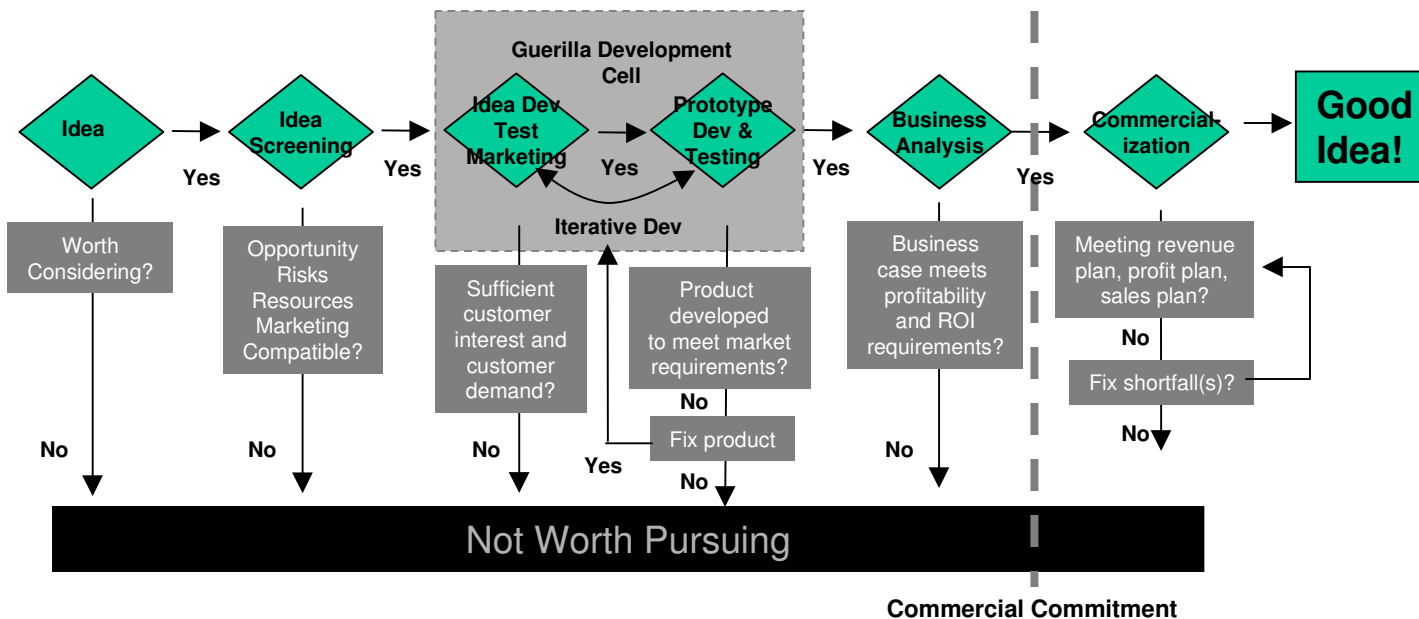 Guerilla Development
Cell
Idea
Yes
Idea
Screening
Yes
Idea Dev
Test
Marketing
Yes
Prototype
Dev &
Testing
Iterative Dev
Yes
Business
Analysis
Yes
Commercial-
ization
Good
Idea!
Worth
Considering?
No
Opportunity
Risks
Resources
Marketing
Compatible?
No
Sufficient
customer
interest and
customer
demand?
No
Product
developed
to meet market
requirements?
No
Fix product
Yes
No
Business
case meets
profitability
and ROI
requirements?
No
Meeting revenue
plan, profit plan,
sales plan?
No
Fix shortfall(s)?
No
Not Worth Pursuing
Commercial Commitment